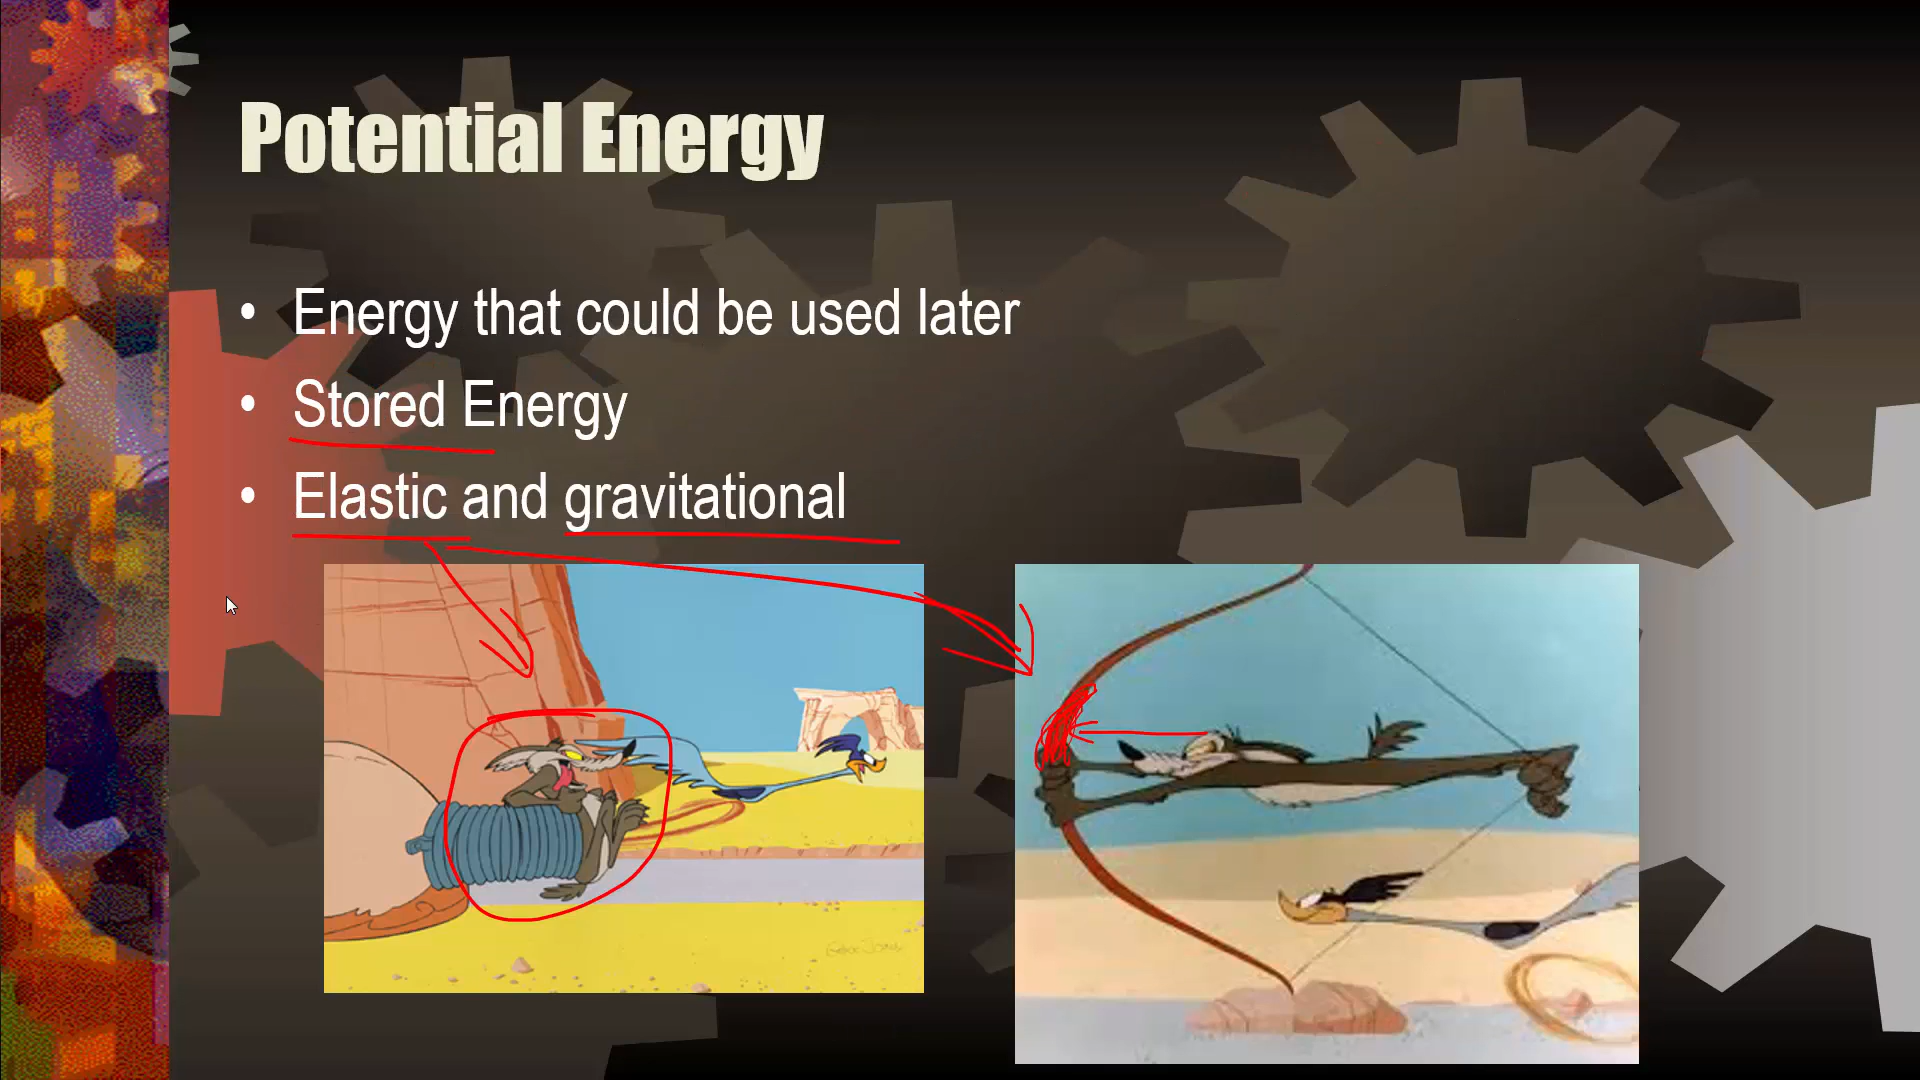 Potential Energy
• Energy that could be used later
• Stored Energy
• Elastic and gravitational